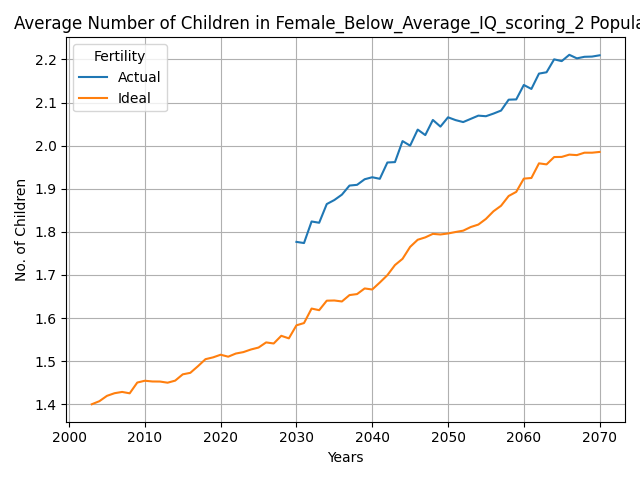 Average Number of Children in Female_Below_Average_IQ_scoring_2 Popula
Fertility
Actual
Ideal
No. of Children
2.2
2.1
2.0
1.9
1.8
1.7
1.6
1.5
1.4
2000 2010 2020 2030 2040 2050 2060 2070
Years